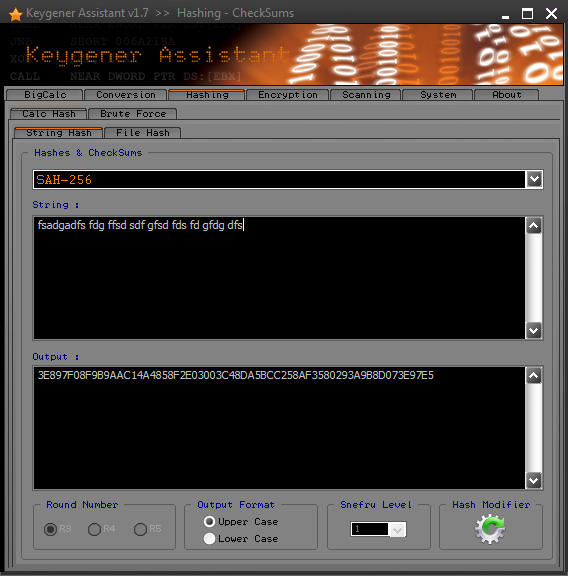 Keygener Assistant v1.7 >> Hashing - CheckSums
JNB SHORT 006A21BA
Keygener Assistant
CALL NEAR DWORD PTR DS:[EBX]
BigCalc Conversion Hashing Encryption Scanning System About
Calc Hash Brute Force
String Hash File Hash
Hashes & CheckSums
SAH-256
String :
fsadgadfs fdg ffsd sdf gfsd fds fd gfdg dfs
Output :
3E897F08F9B9AAC14A4858F2E03003C48DA5BCC258AF3580293A9B8D073E97E5
Round Number Output Format Snefru Level Hash Modifier
R3 R4 R5 Upper Case 1
Lower Case